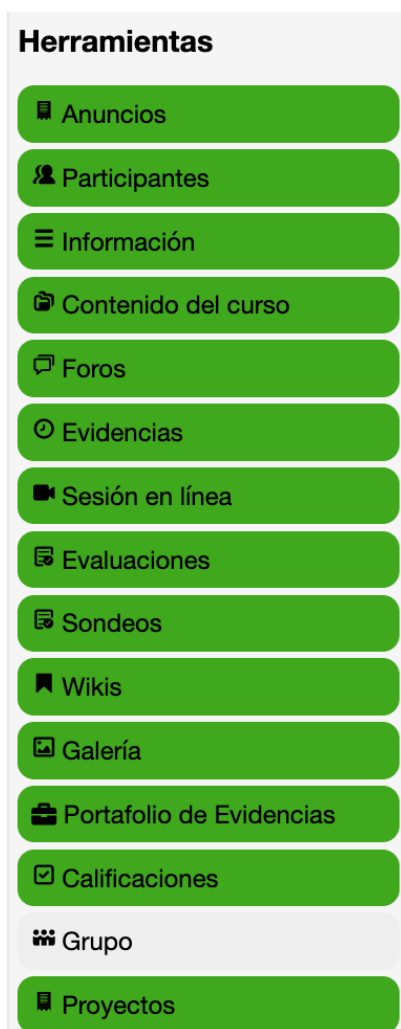 Herramientas
Anuncios
Participantes
Información
Contenido del curso
Foros
Evidencias
Sesión en línea
Evaluaciones
Sondeos
Wikis
Galería
Portafolio de Evidencias
Calificaciones
Grupo
Proyectos